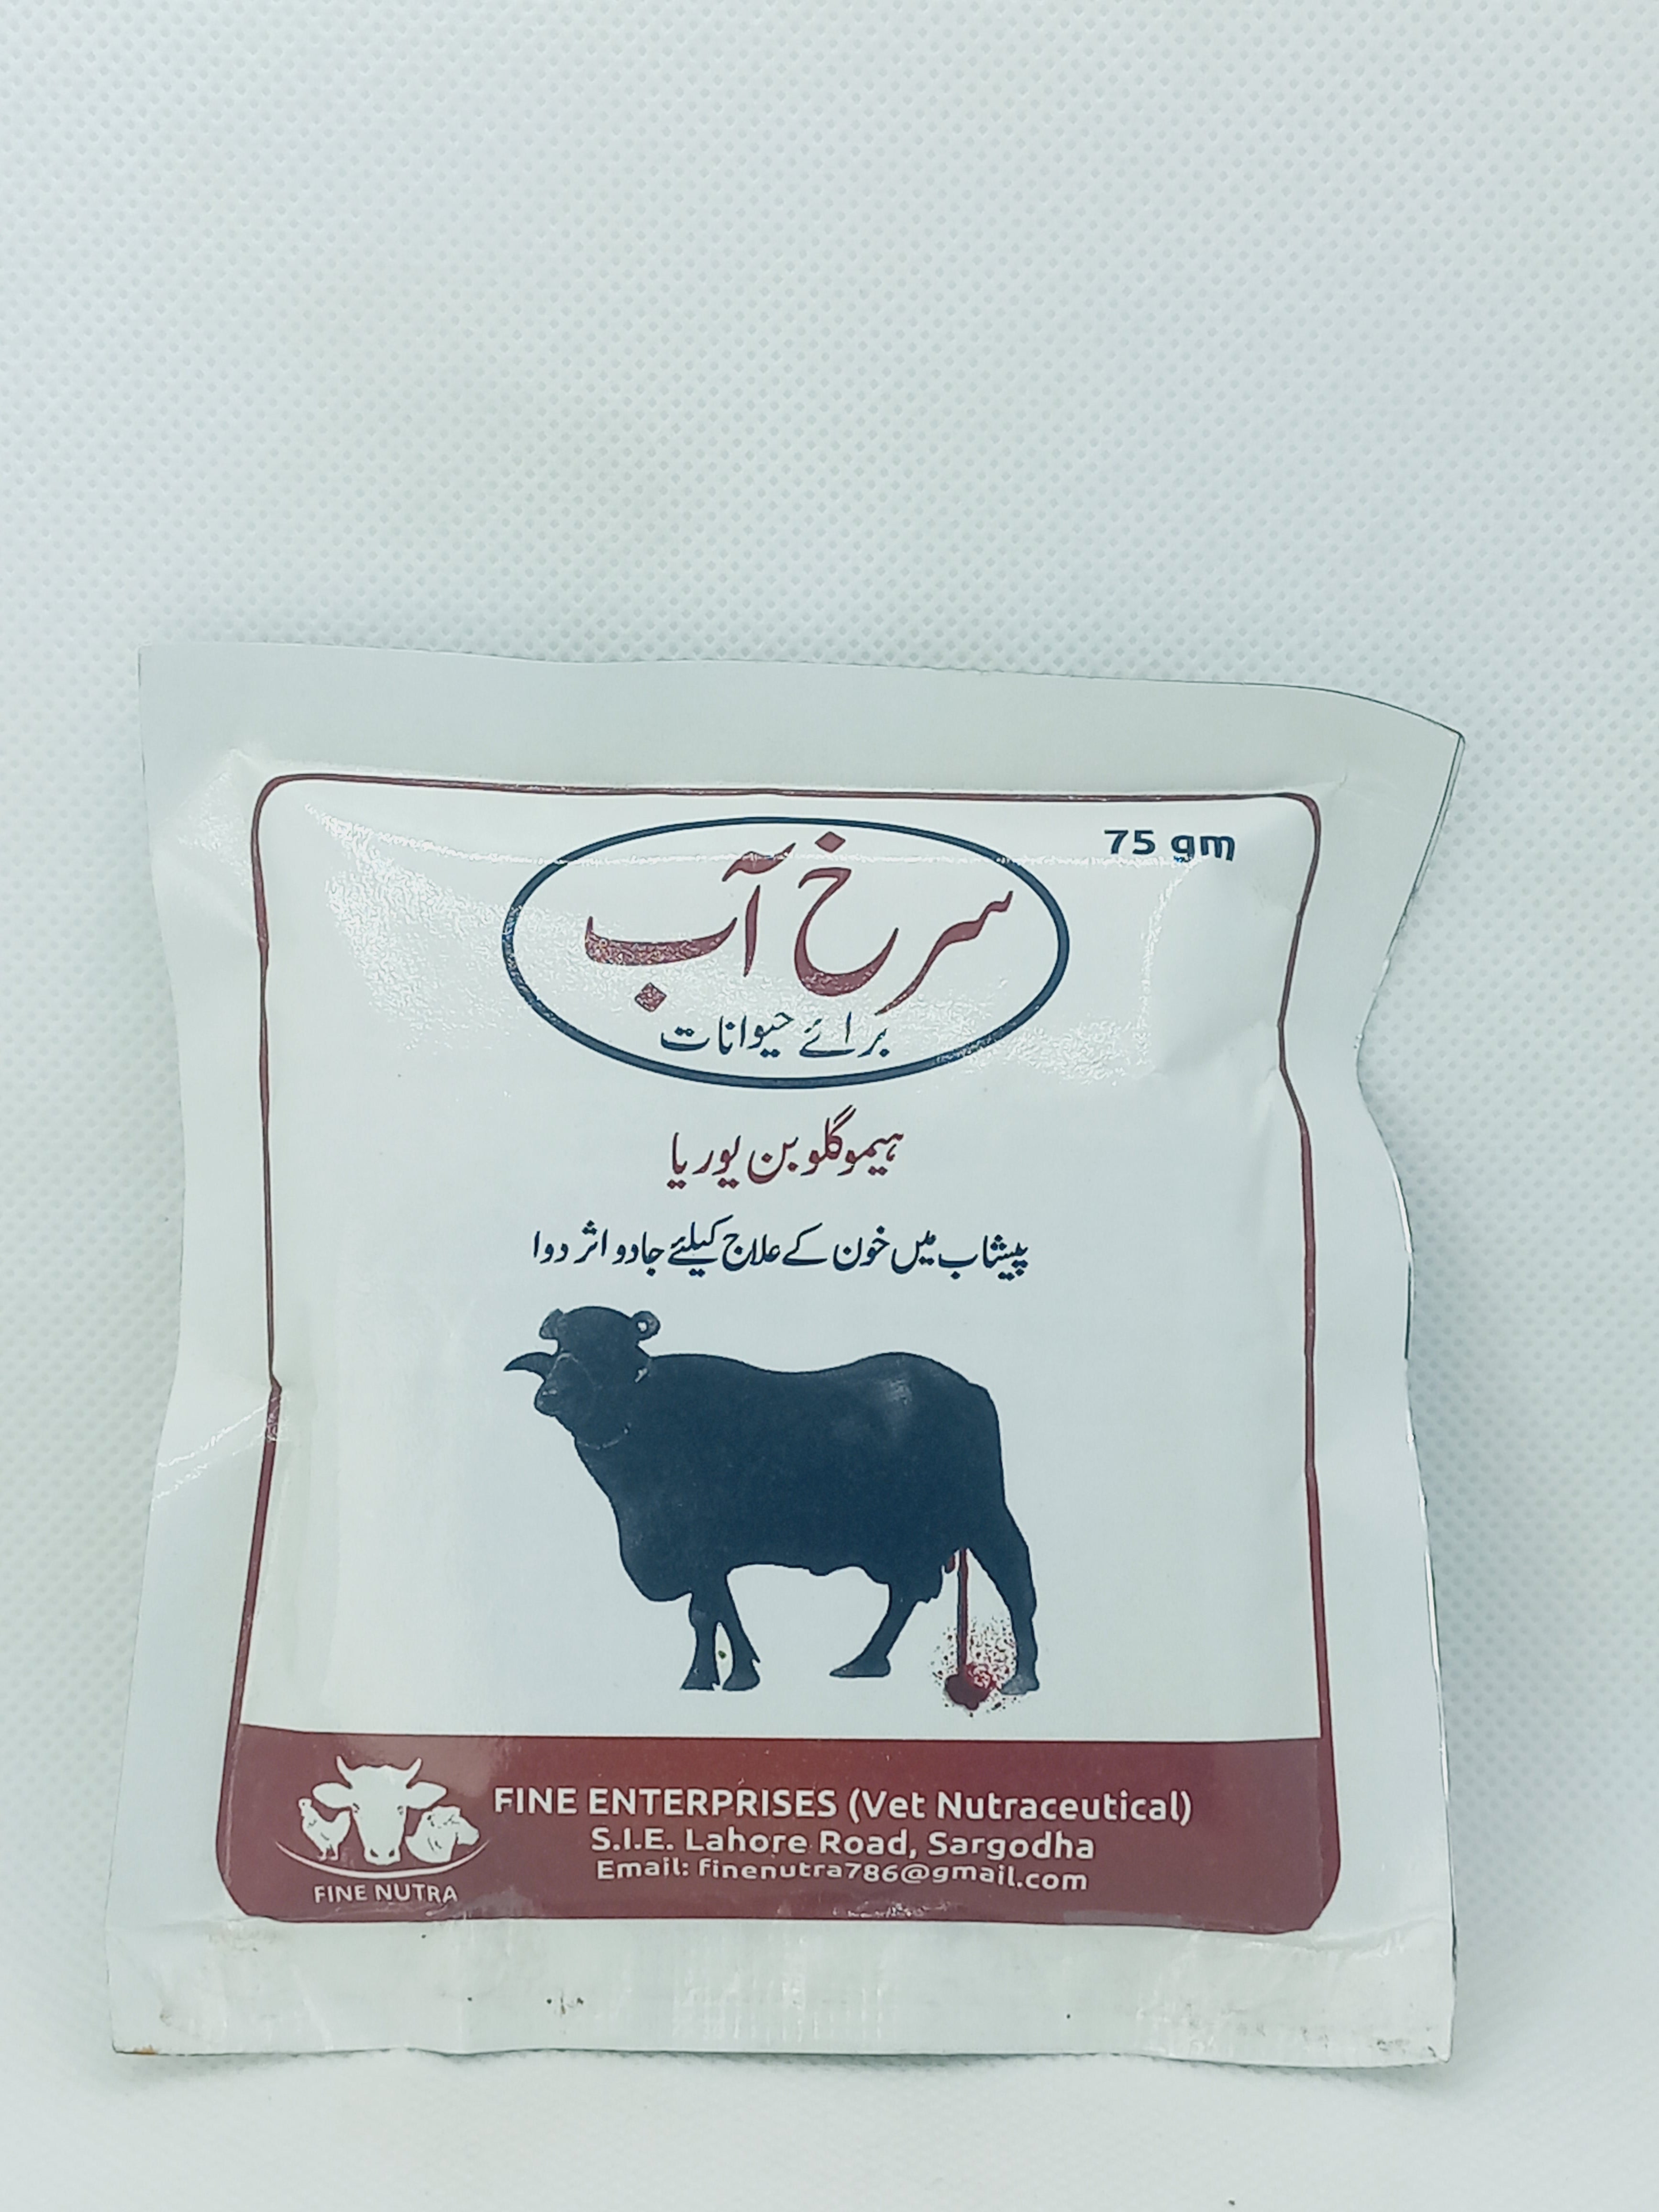 75 gm
سرخ آب
برائے حیوانات
ہیموگلوبن یوریا
پیشاب میں خون کے علاج کیلئے جادو اثر دوا
FINE ENTERPRISES (Vet Nutraceutical)
S.I.E. Lahore Road, Sargodha
Email: finenutra786@gmail.com
FINE NUTRA